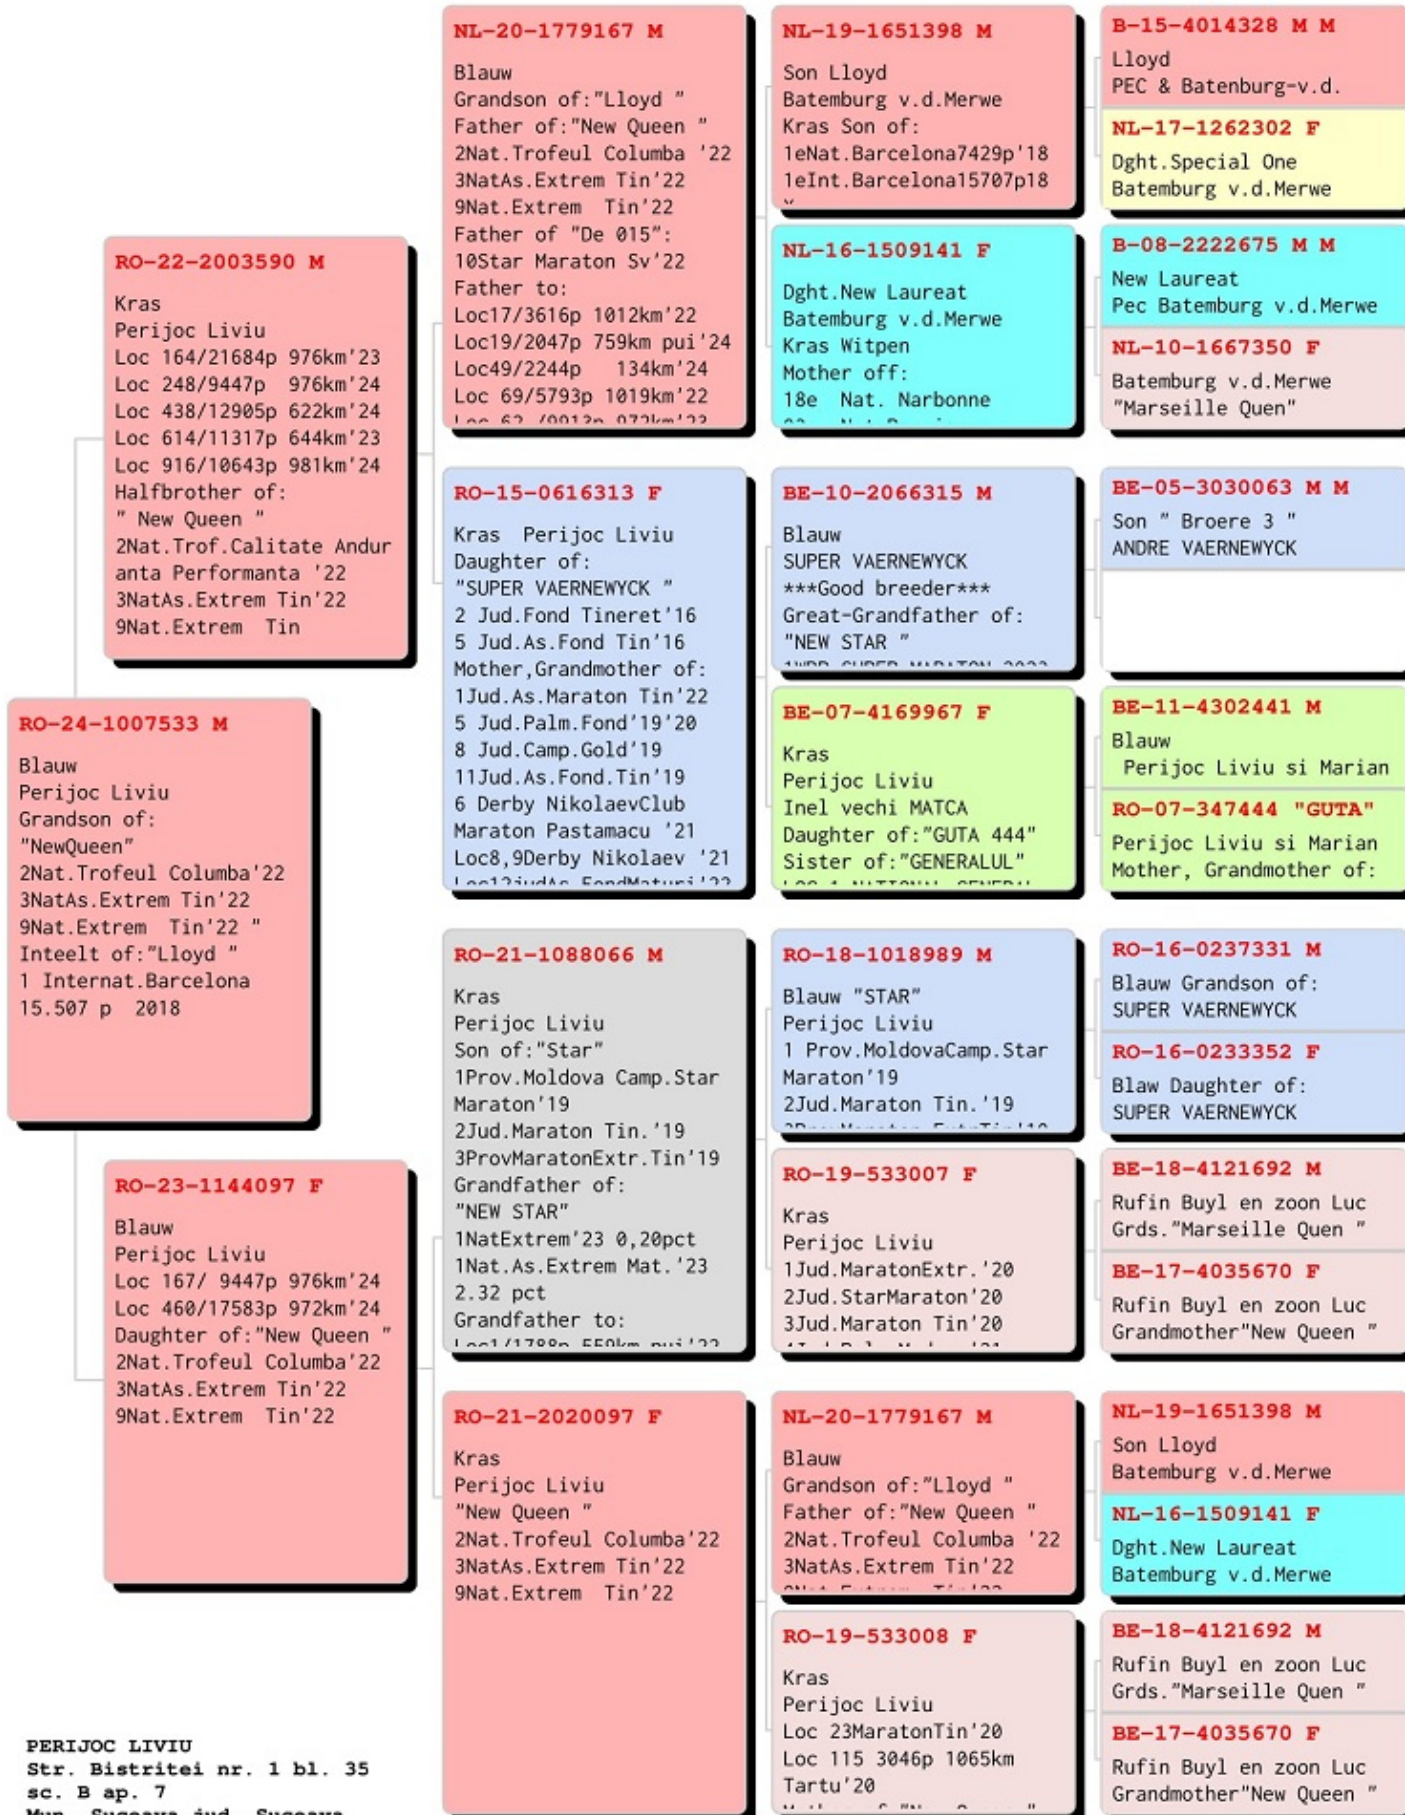 RO-24-1007533 M
Blauw
Perijoc Liviu
Grandson of:
"NewQueen"
2Nat.Trofeul Columba'22
3NatAs.Extrem Tin'22
9Nat.Extrem  Tin'22 "
Inteelt of:"Lloyd "
1 Internat.Barcelona
15.507 p  2018
RO-22-2003590 M
Kras
Perijoc Liviu
Loc 164/21684p 976km'23
Loc 248/9447p  976km'24
Loc 438/12905p 622km'24
Loc 614/11317p 644km'23
Loc 916/10643p 981km'24
Halfbrother of:
" New Queen "
2Nat.Trof.Calitate Andur
anta Performanta '22
3NatAs.Extrem Tin'22
9Nat.Extrem  Tin
RO-23-1144097 F
Blauw
Perijoc Liviu
Loc 167/ 9447p 976km'24
Loc 460/17583p 972km'24
Daughter of:"New Queen "
2Nat.Trofeul Columba'22
3NatAs.Extrem Tin'22
9Nat.Extrem  Tin'22
NL-20-1779167 M
Blauw
Grandson of:"Lloyd "
Father of:"New Queen "
2Nat.Trofeul Columba '22
3NatAs.Extrem Tin'22
9Nat.Extrem  Tin'22
Father of "De 015":
10Star Maraton Sv'22
Father to:
Loc17/3616p 1012km'22
Loc19/2047p 759km pui'24
Loc49/2244p   134km'24
Loc 69/5793p 1019km'22
RO-15-0616313 F
Kras  Perijoc Liviu
Daughter of:
"SUPER VAERNEWYCK "
2 Jud.Fond Tineret'16
5 Jud.As.Fond Tin'16
Mother,Grandmother of:
1Jud.As.Maraton Tin'22
5 Jud.Palm.Fond'19'20
8 Jud.Camp.Gold'19
11Jud.As.Fond.Tin'19
6 Derby NikolaevClub
Maraton Pastamacu '21
Loc8,9Derby Nikolaev '21
RO-21-1088066 M
Kras
Perijoc Liviu
Son of:"Star"
1Prov.Moldova Camp.Star
Maraton'19
2Jud.Maraton Tin.'19
3ProvMaratonExtr.Tin'19
Grandfather of:
"NEW STAR"
1NatExtrem'23 0,20pct
1Nat.As.Extrem Mat.'23
2.32 pct
Grandfather to:
RO-21-2020097 F
Kras
Perijoc Liviu
"New Queen "
2Nat.Trofeul Columba'22
3NatAs.Extrem Tin'22
9Nat.Extrem  Tin'22
NL-19-1651398 M
Son Lloyd
Batemburg v.d.Merwe
Kras Son of:
1eNat.Barcelona7429p'18
1eInt.Barcelona15707p18
NL-16-1509141 F
Dght.New Laureat
Batemburg v.d.Merwe
Kras Witpen
Mother off:
18e  Nat. Narbonne
BE-10-2066315 M
Blauw
SUPER VAERNEWYCK
***Good breeder***
Great-Grandfather of:
"NEW STAR "
BE-07-4169967 F
Kras
Perijoc Liviu
Inel vechi MATCA
Daughter of:"GUTA 444"
Sister of:"GENERALUL"
RO-18-1018989 M
Blauw "STAR"
Perijoc Liviu
1 Prov.MoldovaCamp.Star
Maraton'19
2Jud.Maraton Tin.'19
RO-19-533007 F
Kras
Perijoc Liviu
1Jud.MaratonExtr.'20
2Jud.StarMaraton'20
3Jud.Maraton Tin'20
NL-20-1779167 M
Blauw
Grandson of:"Lloyd "
Father of:"New Queen "
2Nat.Trofeul Columba '22
3NatAs.Extrem Tin'22
RO-19-533008 F
Kras
Perijoc Liviu
Loc 23MaratonTin'20
Loc 115 3046p 1065km
Tartu'20
B-15-4014328 M M
Lloyd
PEC & Batenburg-v.d.
NL-17-1262302 F
Dght.Special One
Batemburg v.d.Merwe
B-08-2222675 M M
New Laureat
Pec Batemburg v.d.Merwe
NL-10-1667350 F
Batemburg v.d.Merwe
"Marseille Quen"
BE-05-3030063 M M
Son " Broere 3 "
ANDRE VAERNEWYCK
BE-11-4302441 M
Blauw
Perijoc Liviu si Marian
RO-07-347444 "GUTA"
Perijoc Liviu si Marian
Mother, Grandmother of:
RO-16-0237331 M
Blauw Grandson of:
SUPER VAERNEWYCK
RO-16-0233352 F
Blaw Daughter of:
SUPER VAERNEWYCK
BE-18-4121692 M
Rufin Buyl en zoon Luc
Grds."Marseille Quen "
BE-17-4035670 F
Rufin Buyl en zoon Luc
Grandmother"New Queen "
NL-19-1651398 M
Son Lloyd
Batemburg v.d.Merwe
NL-16-1509141 F
Dght.New Laureat
Batemburg v.d.Merwe
BE-18-4121692 M
Rufin Buyl en zoon Luc
Grds."Marseille Quen "
BE-17-4035670 F
Rufin Buyl en zoon Luc
Grandmother"New Queen "
PERIJOC LIVIU
Str. Bistritei nr. 1 bl. 35
sc. B ap. 7
Mun. Suceava jud. Suceava